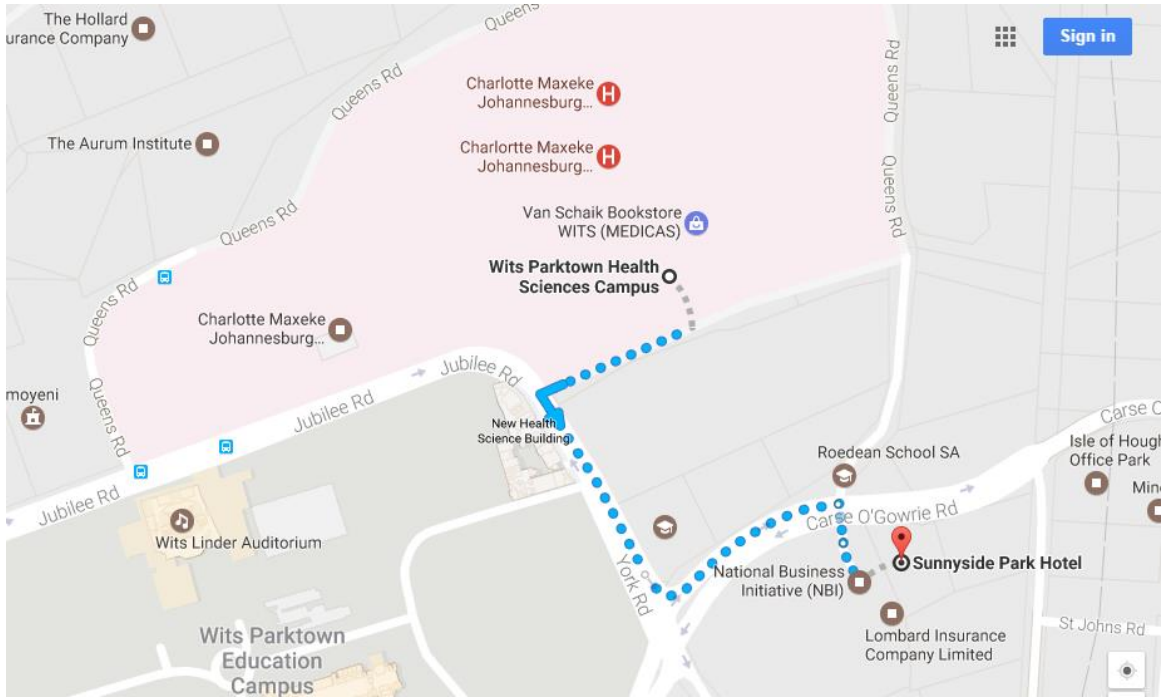 The Hollard
urance Company
Queens Rd
Sign in
Queens Rd
Charlotte Maxeke
Johannesburg...
Queens Rd
The Aurum Institute
Charlortte Maxeke
Johannesburg...
Queens Rd
Queens Rd
Van Schaik Bookstore
WITS (MEDICAS)
Wits Parktown Health
Sciences Campus
Queens Rd
Charlotte Maxeke
Johannesburg...
Jubilee Rd
moyeni
Queens Rd
Jubilee Rd
New Health
Science Building
Carse O
Isle of Hough
Office Park
Roedean School SA
Min
Jubilee Rd
Carse O'Gowrie Rd
Wits Linder Auditorium
Sunnyside Park Hotel
National Business
Initiative (NBI)
York Rd
Lombard Insurance
Company Limited
St Johns Rd
Wits Parktown
Education
Campus